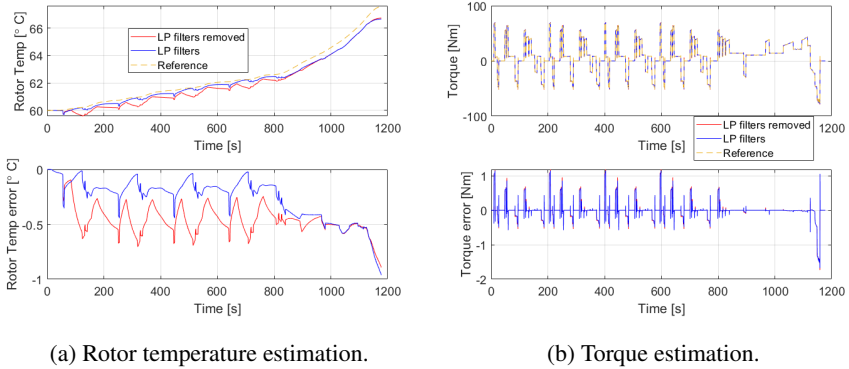 Rotor Temp [° C]
66
64
62
60
LP filters removed
LP filters
Reference
0 200 400 600 800 1000 1200
Time [s]
Rotor Temp error [° C]
0
-0.5
-1
0 200 400 600 800 1000 1200
Time [s]
(a) Rotor temperature estimation.
Torque [Nm]
100
0
-100
0 200 400 600 800 1000 1200
Time [s]
LP filters removed
LP filters
Reference
Torque error [Nm]
1
0
-1
-2
0 200 400 600 800 1000 1200
Time [s]
(b) Torque estimation.